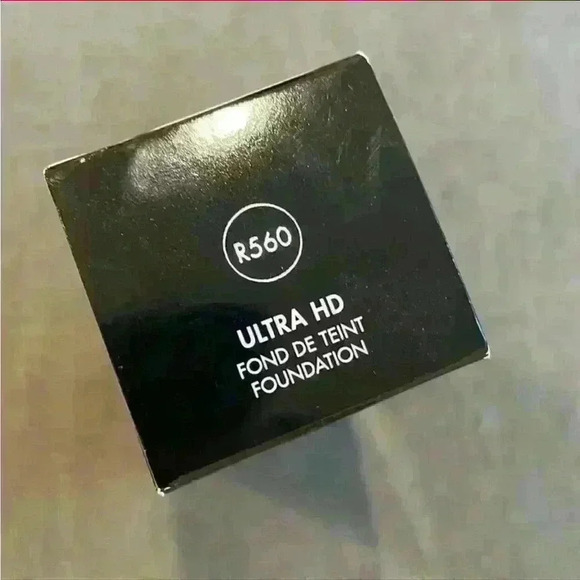 R560
ULTRA HD
FOND DE TEINT
FOUNDATION